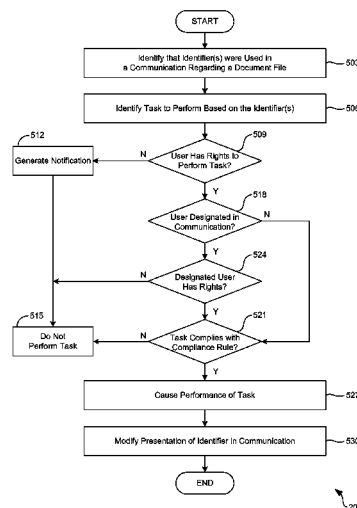 START
Identify that Identifier(s) were Used in
a Communication Regarding a Document File
503
Identify Task to Perform Based on the Identifier(s)
506
509
512
Generate Notification
N
User Has Rights to
Perform Task?
Y
518
User Designated in
Communication?
N
Y
524
N
Designated User
Has Rights?
Y
515
Do Not
Perform Task
521
N
Task Complies with
Compliance Rule?
Y
Cause Performance of Task
527
Modify Presentation of Identifier in Communication
530
END